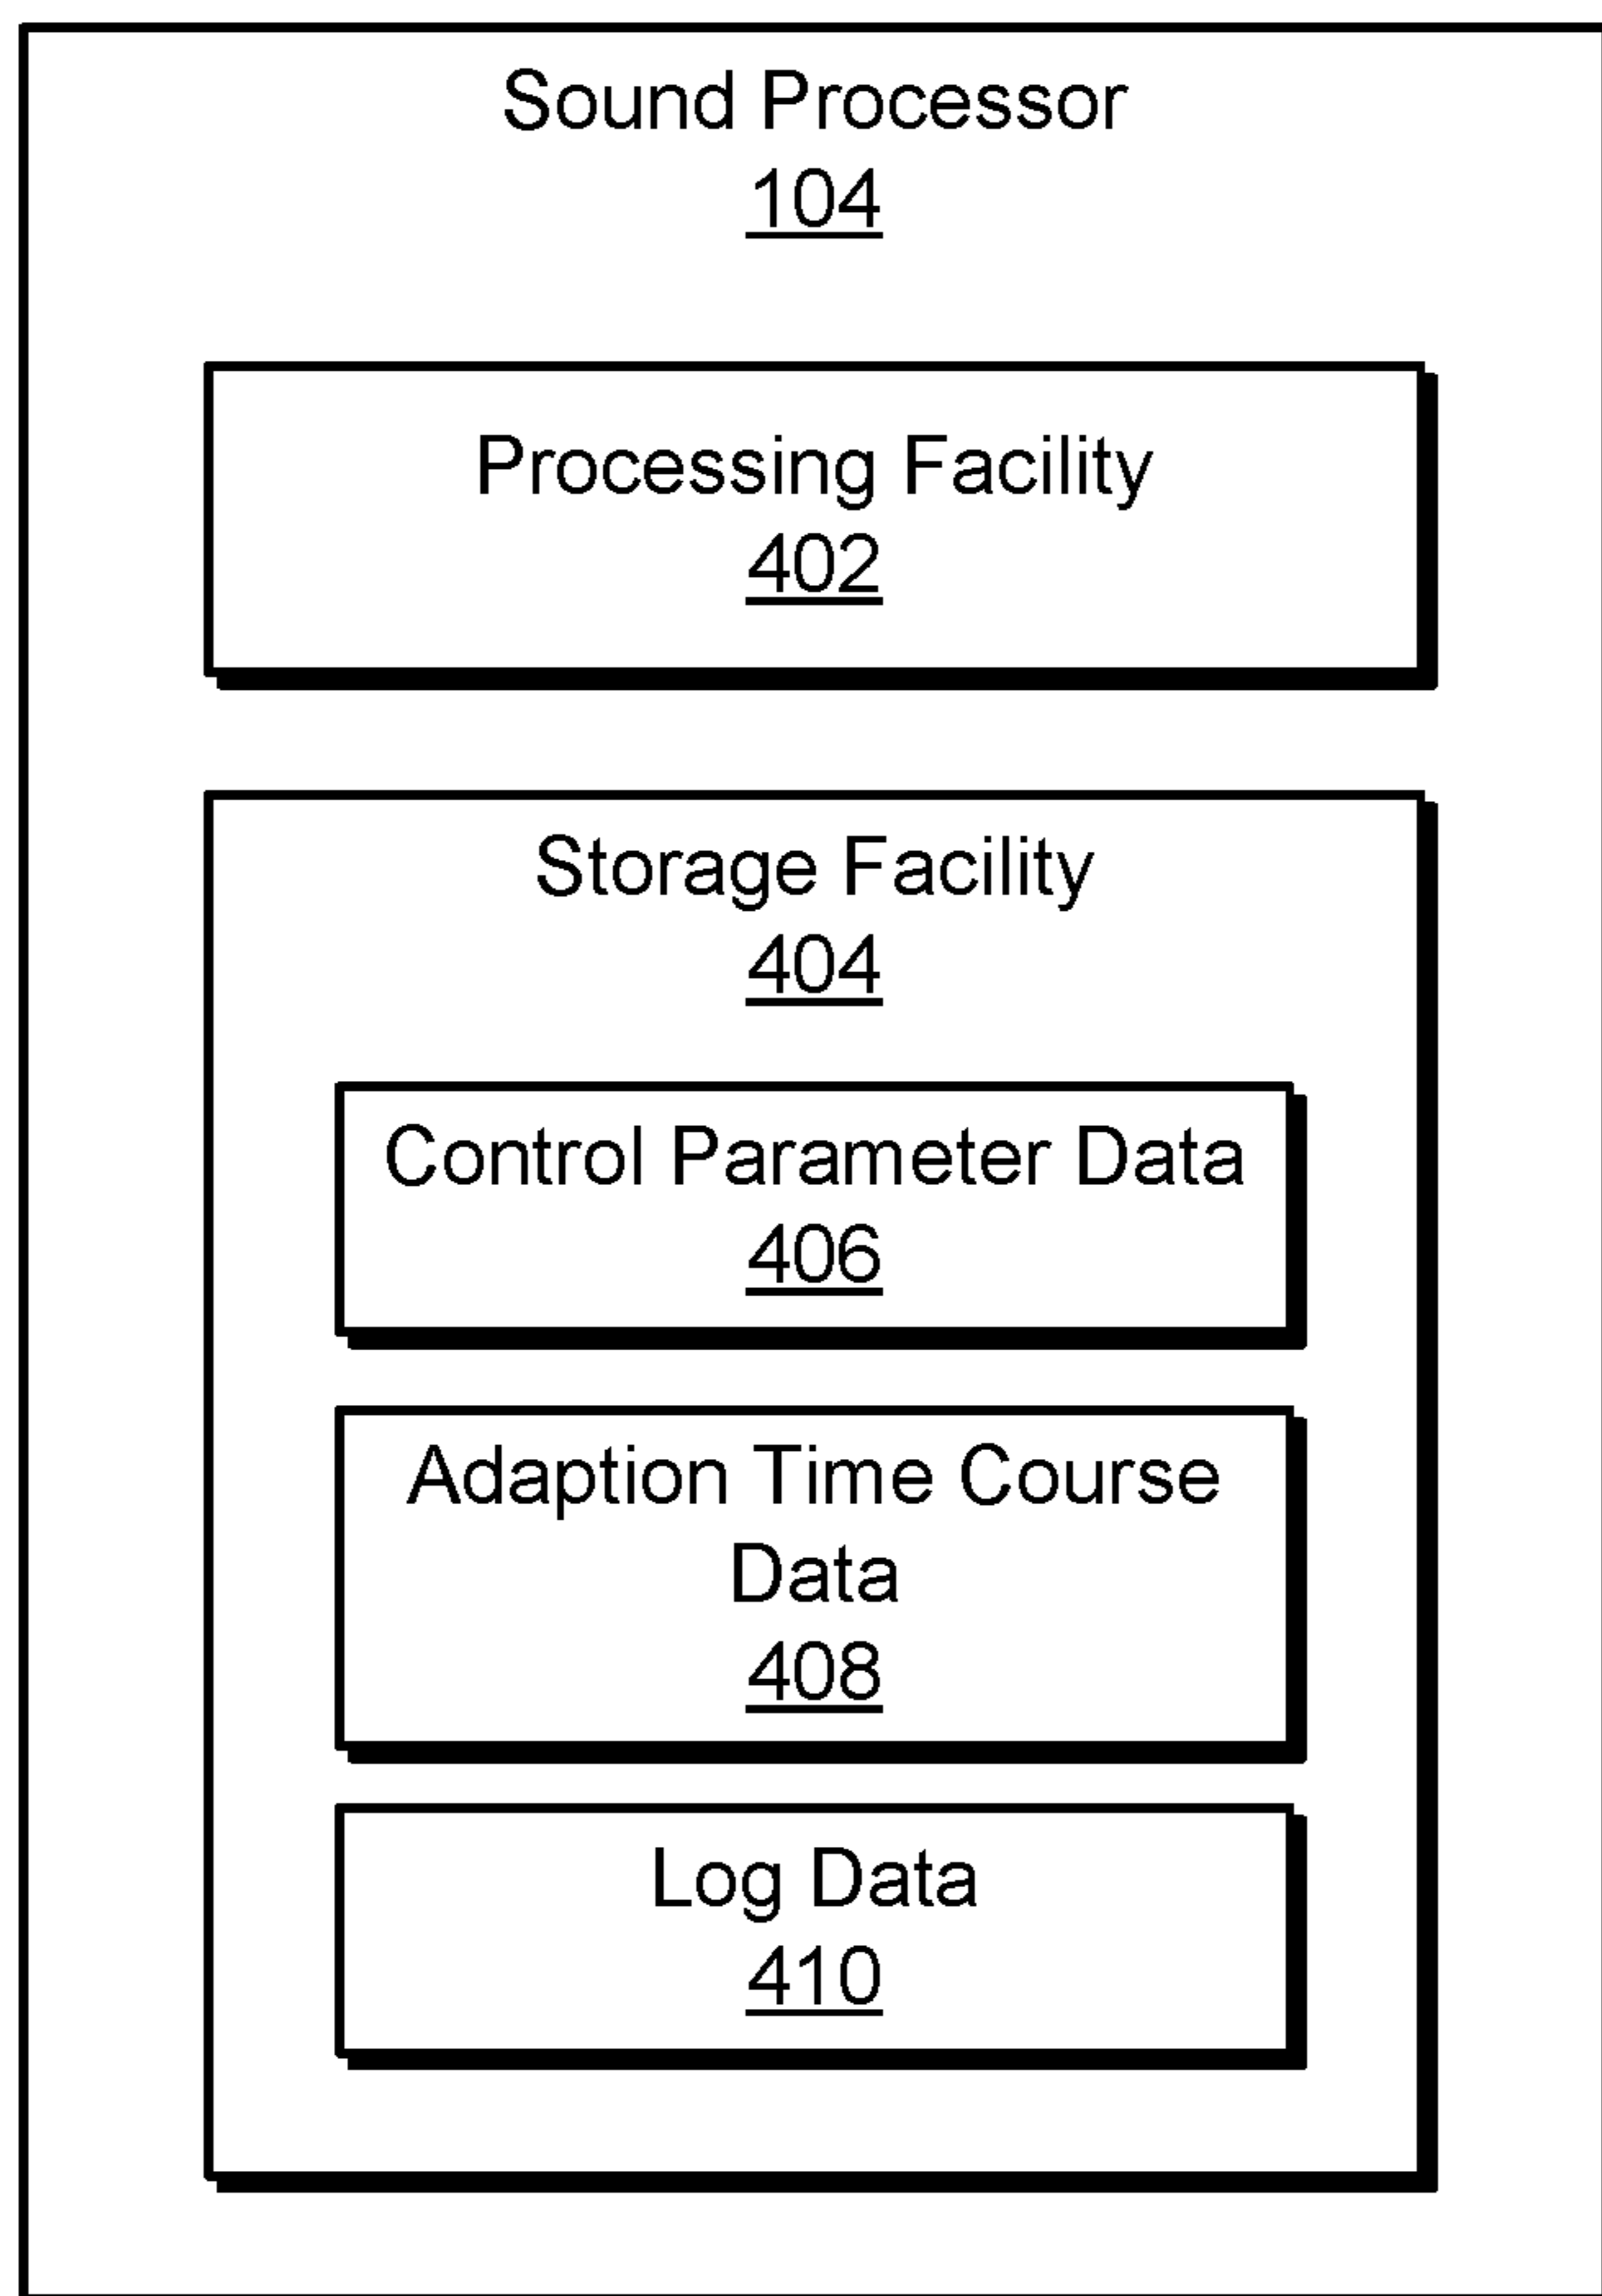 Sound Processor
104
Processing Facility
402
Storage Facility
404
Control Parameter Data
406
Adaption Time Course
Data
408
Log Data
410